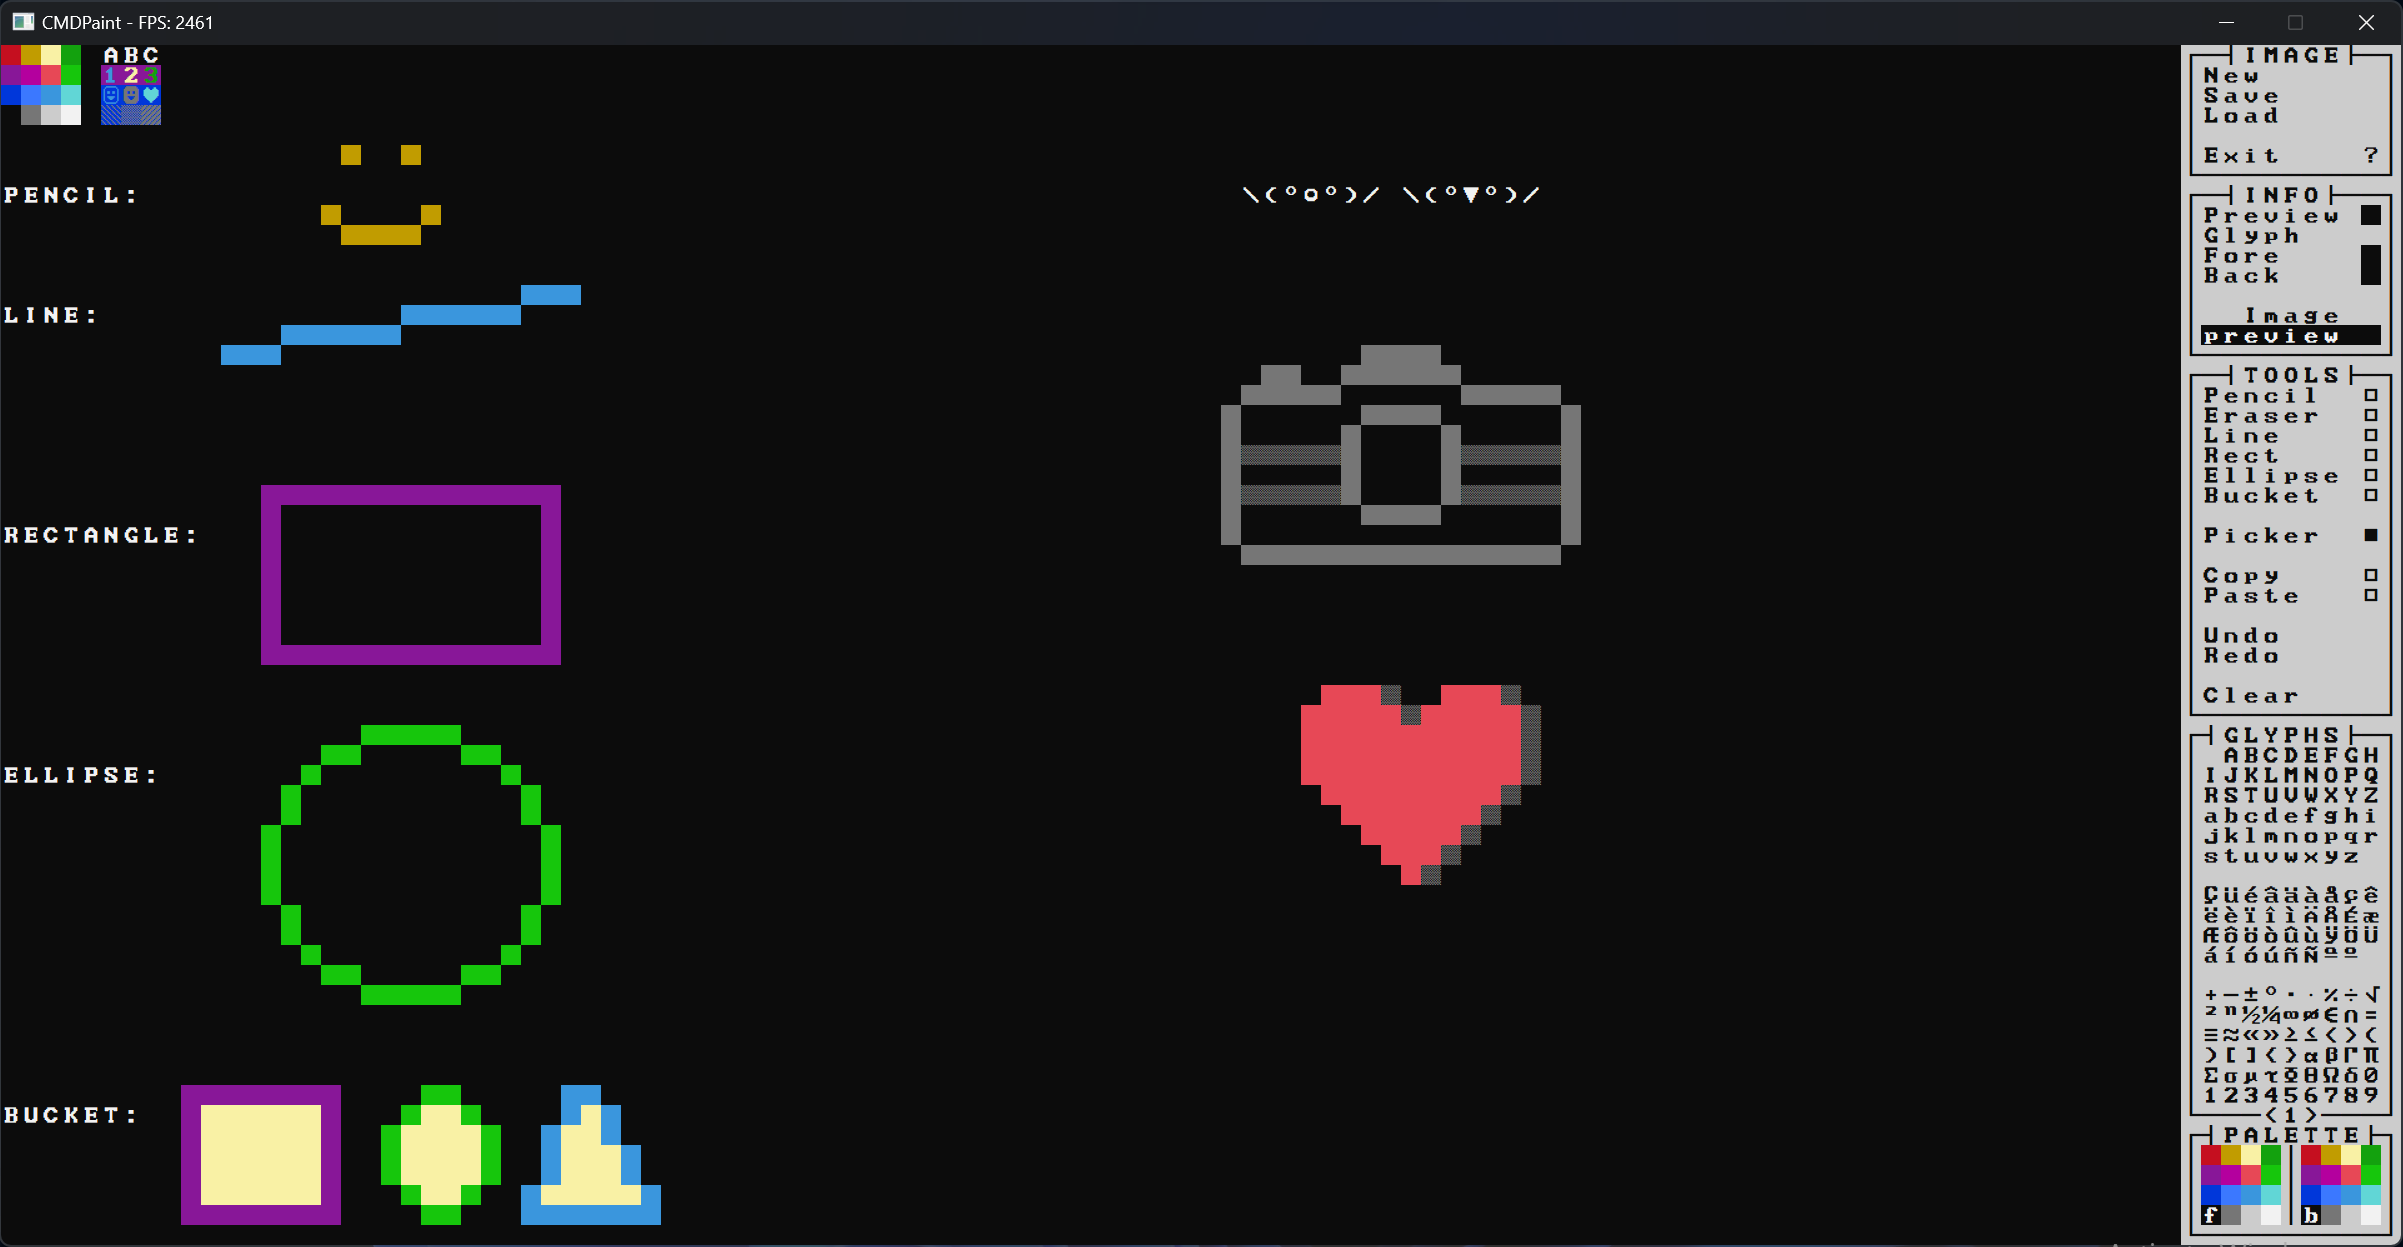 CMDPaint - FPS: 2461
ABC
123
PENCIL:
\(°o°)/ \(°▼°)/
LINE:
RECTANGLE:
ELLIPSE:
BUCKET:
IMAGE
New
Save
Load
Exit ?
INFO
Preview
Glyph
Fore
Back
Image
preview
TOOLS
Pencil
Eraser
Line
Rect
Ellipse
Bucket
Picker
Copy
Paste
Undo
Redo
Clear
GLYPHS
ABCDEFGH
IJKLMNOPQ
RSTUVWXYZ
abcdefghi
jklmnopqr
stuvwxyz
Çüéâäàåçê
ëèïîìÄÅÉæ
ÆôöòûùÿÖÜ
áíóúñÑªº
+−±°∙·%÷√
²ⁿ½¼∞øε∩=
≡≈«»≥≤<>(
)[]{}αβΓπ
ΣσμτΦθΩδ0
123456789
<1>
PALETTE
f b